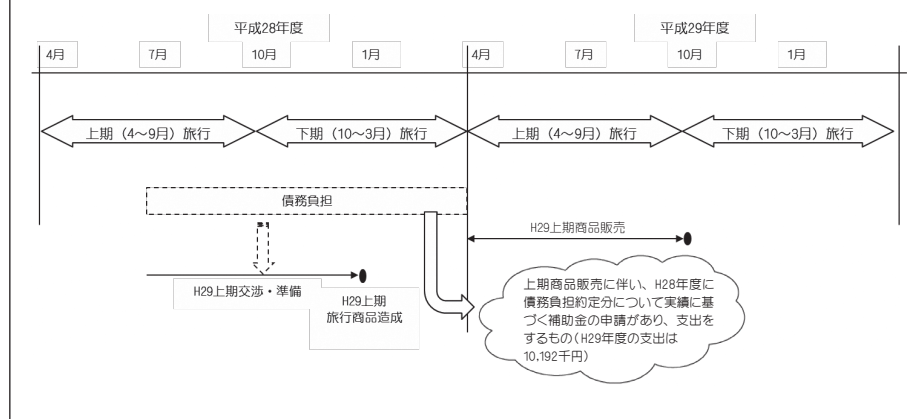 平成28年度
平成29年度
4月
7月
10月
1月
4月
7月
10月
1月
上期（4～9月）旅行
下期（10～3月）旅行
上期（4～9月）旅行
下期（10～3月）旅行
債務負担
H29上期商品販売
H29上期交渉・準備
H29上期
旅行商品造成
上期商品販売に伴い、H28年度に
債務負担約定分について実績に基
づく補助金の申請があり、支出を
するもの（H29年度の支出は
10,192千円）